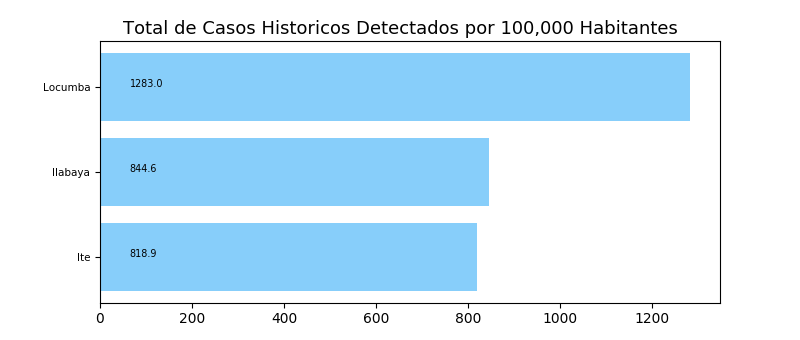 Total de Casos Historicos Detectados por 100,000 Habitantes
Locumba
1283.0
Ilabaya
844.6
Ite
818.9
0 200 400 600 800 1000 1200